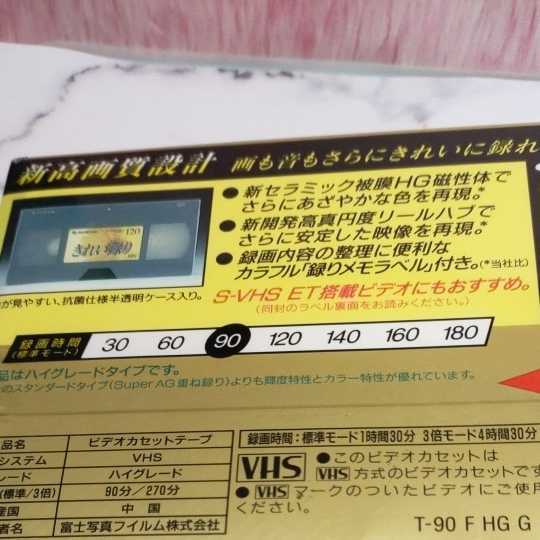 新高画質設計 画も音もさらにきれいに録れ
● 新セラミック被膜HG磁性体で
さらにあざやかな色を再現。*
● 新開発高真円度リールハブで
さらに安定した映像を再現。*
● 録画内容の整理に便利な
カラフル「録りメモラベル」付き。(*当社比)
120
きれい録り
が見やすい、抗菌仕様半透明ケース入り。
S-VHS ET搭載ビデオにもおすすめ。
(同封のラベル裏面をお読みください。)
録画時間
(標準モード)
30 60 90 120 140 160 180
品はハイグレードタイプです。
のスタンダードタイプ(Super AG重ね録り)よりも輝度特性とカラー特性が優れています。
品名 ビデオカセットテープ
システム VHS
レード ハイグレード
(標準/3倍) 90分/270分
産国 中国
者名 富士写真フイルム株式会社
録画時間:標準モード1時間30分 3倍モード4時間30分
VHS
● このビデオカセットは
VHS 方式のビデオカセットです
● VHS マークのついたビデオにご使用
ください。
T-90 F HG G